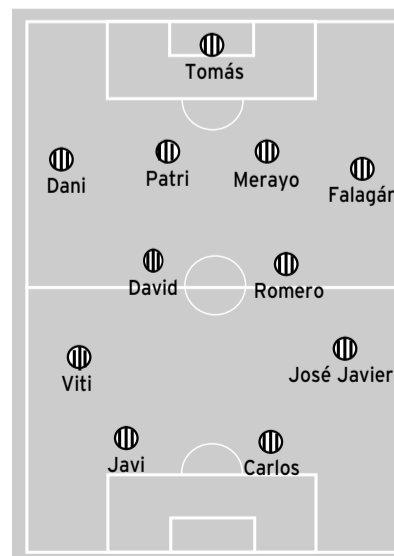 Tomás
Dani
Patri
Merayo
Falagán
David
Romero
Viti
José Javier
Javi
Carlos